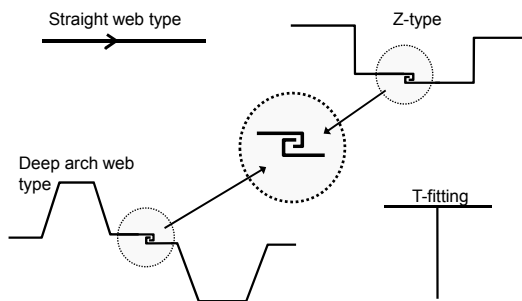 Straight web type
Z-type
Deep arch web
type
T-fitting